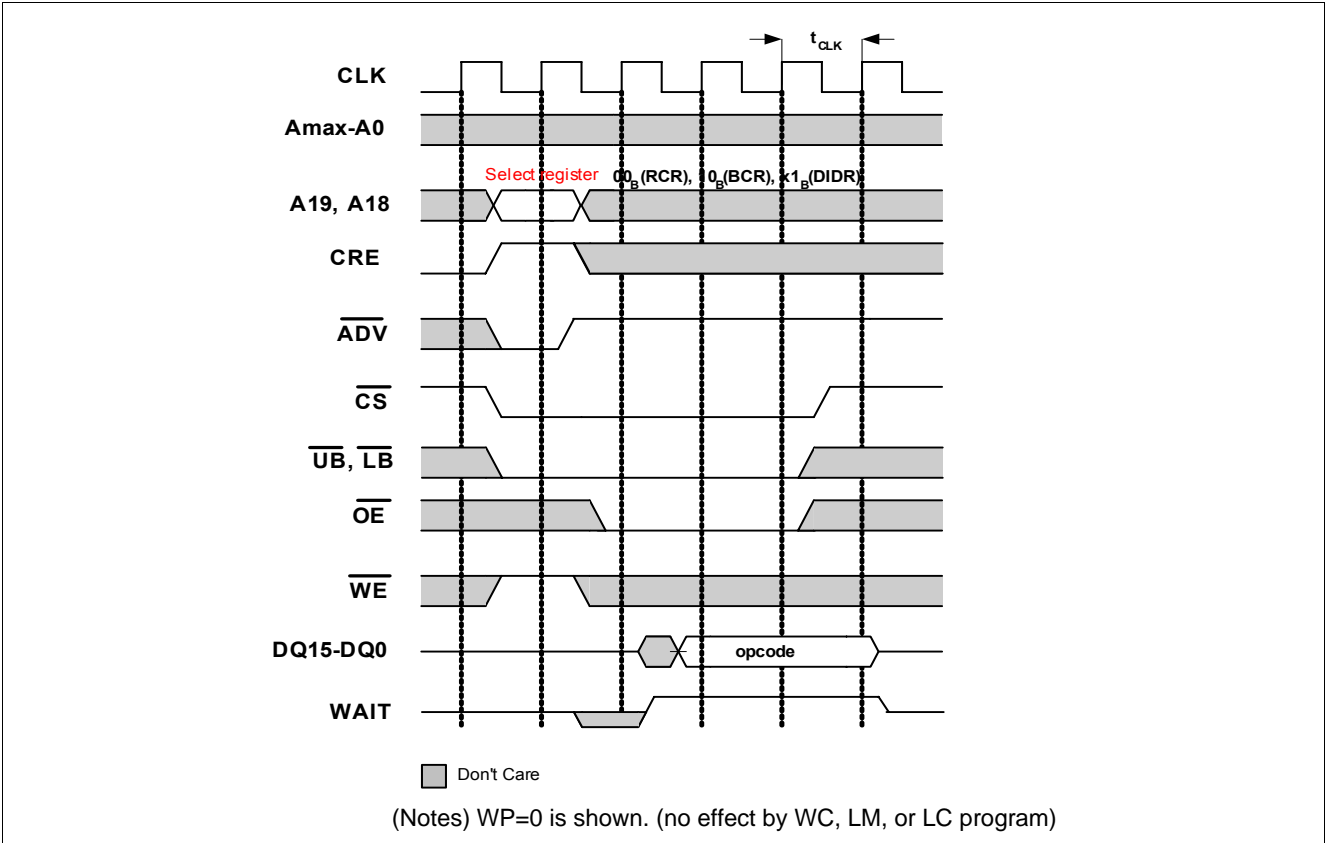 t CLK
CLK
Amax-A0
Select register 00B(RCR), 10B(BCR), x1B(DIDR)
A19, A18
CRE
ADV
CS
UB, LB
OE
WE
DQ15-DQ0
opcode
WAIT
Don't Care
(Notes) WP=0 is shown. (no effect by WC, LM, or LC program)